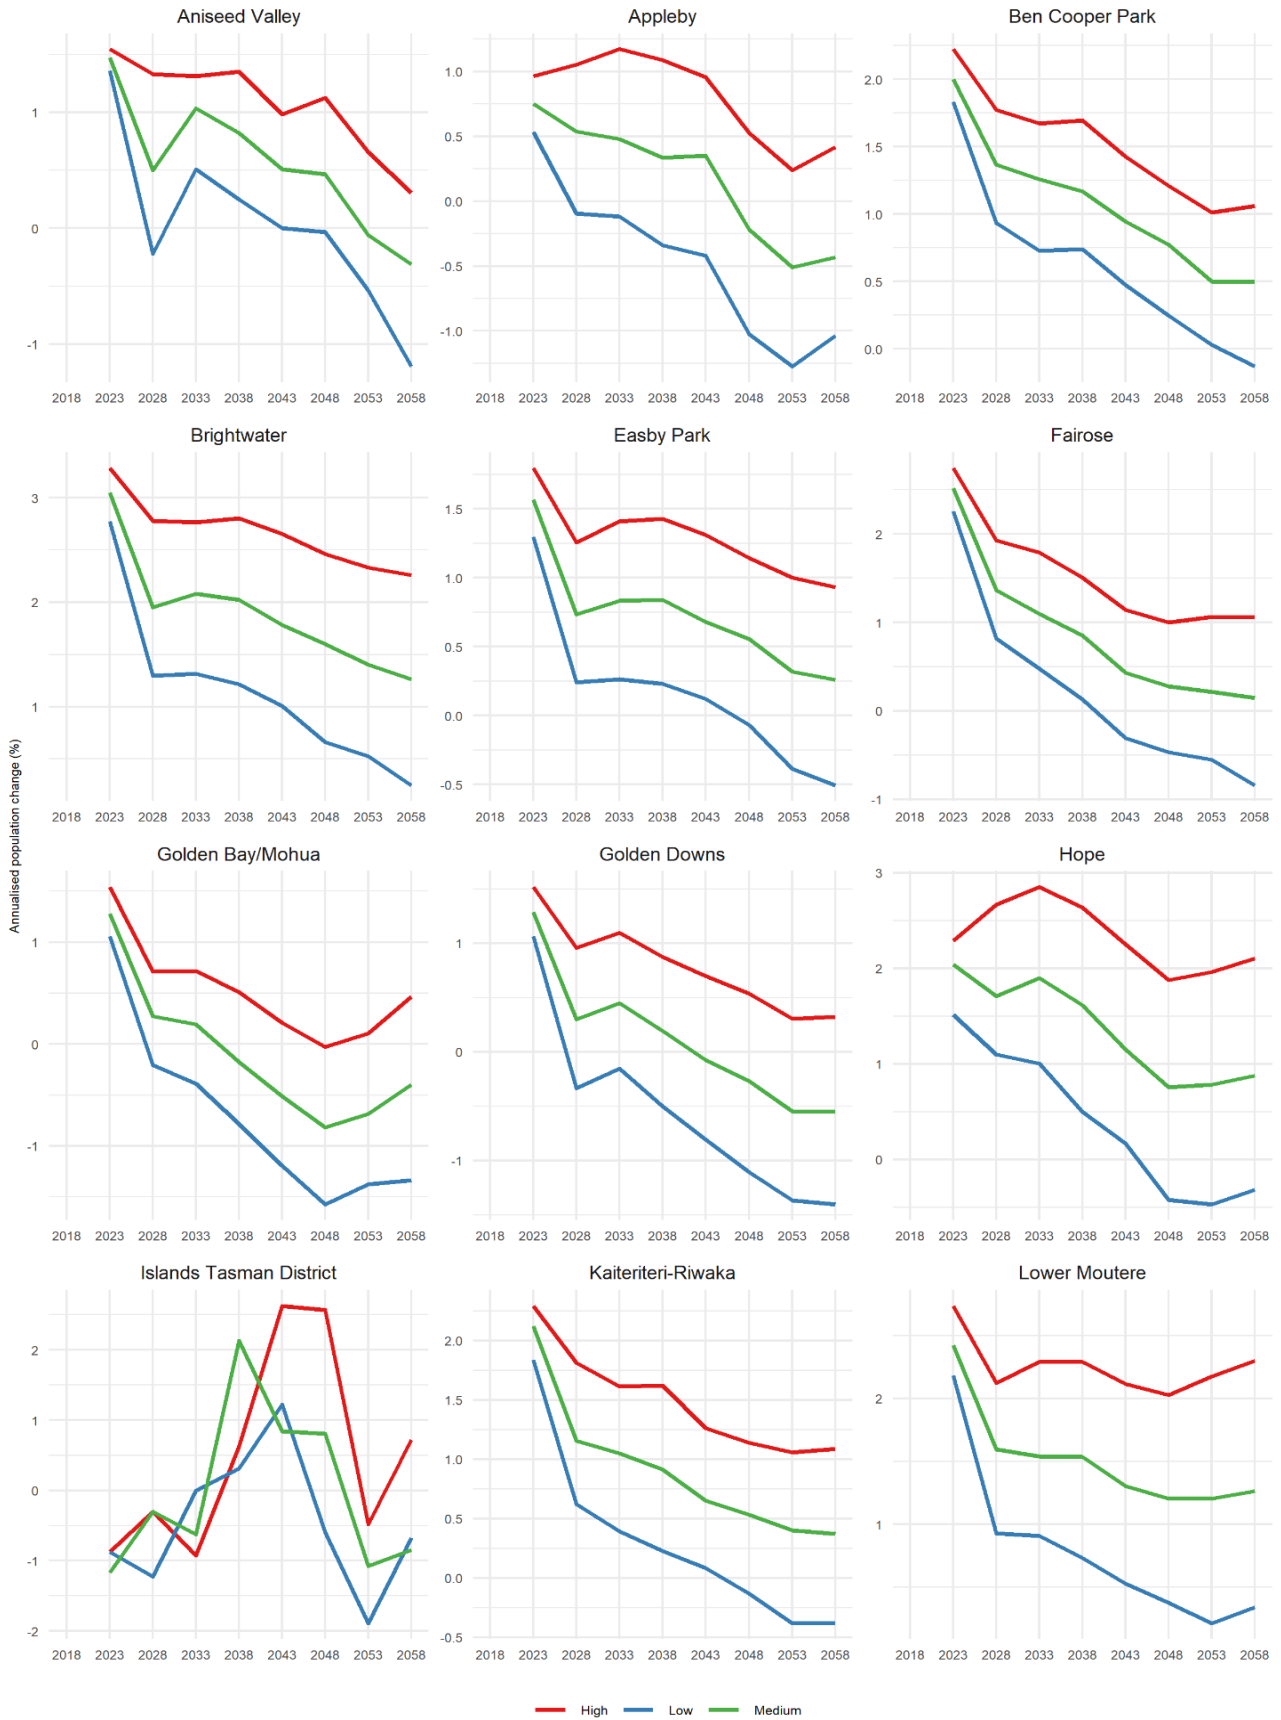 Aniseed Valley
Appleby
Ben Cooper Park
1
0
-1
1.0
0.5
0.0
-0.5
-1.0
2.0
1.5
1.0
0.5
0.0
2018 2023 2028 2033 2038 2043 2048 2053 2058
2018 2023 2028 2033 2038 2043 2048 2053 2058
2018 2023 2028 2033 2038 2043 2048 2053 2058
Brightwater
Easby Park
Fairose
3
2
1
1.5
1.0
0.5
0.0
-0.5
2
1
0
-1
2018 2023 2028 2033 2038 2043 2048 2053 2058
2018 2023 2028 2033 2038 2043 2048 2053 2058
2018 2023 2028 2033 2038 2043 2048 2053 2058
Annualised population change (%)
Golden Bay/Mohua
Golden Downs
Hope
1
0
-1
1
0
-1
3
2
1
0
2018 2023 2028 2033 2038 2043 2048 2053 2058
2018 2023 2028 2033 2038 2043 2048 2053 2058
2018 2023 2028 2033 2038 2043 2048 2053 2058
Islands Tasman District
Kaiteriteri-Riwaka
Lower Moutere
2
1
0
-1
-2
2.0
1.5
1.0
0.5
0.0
-0.5
2
1
2018 2023 2028 2033 2038 2043 2048 2053 2058
2018 2023 2028 2033 2038 2043 2048 2053 2058
2018 2023 2028 2033 2038 2043 2048 2053 2058
High Low Medium